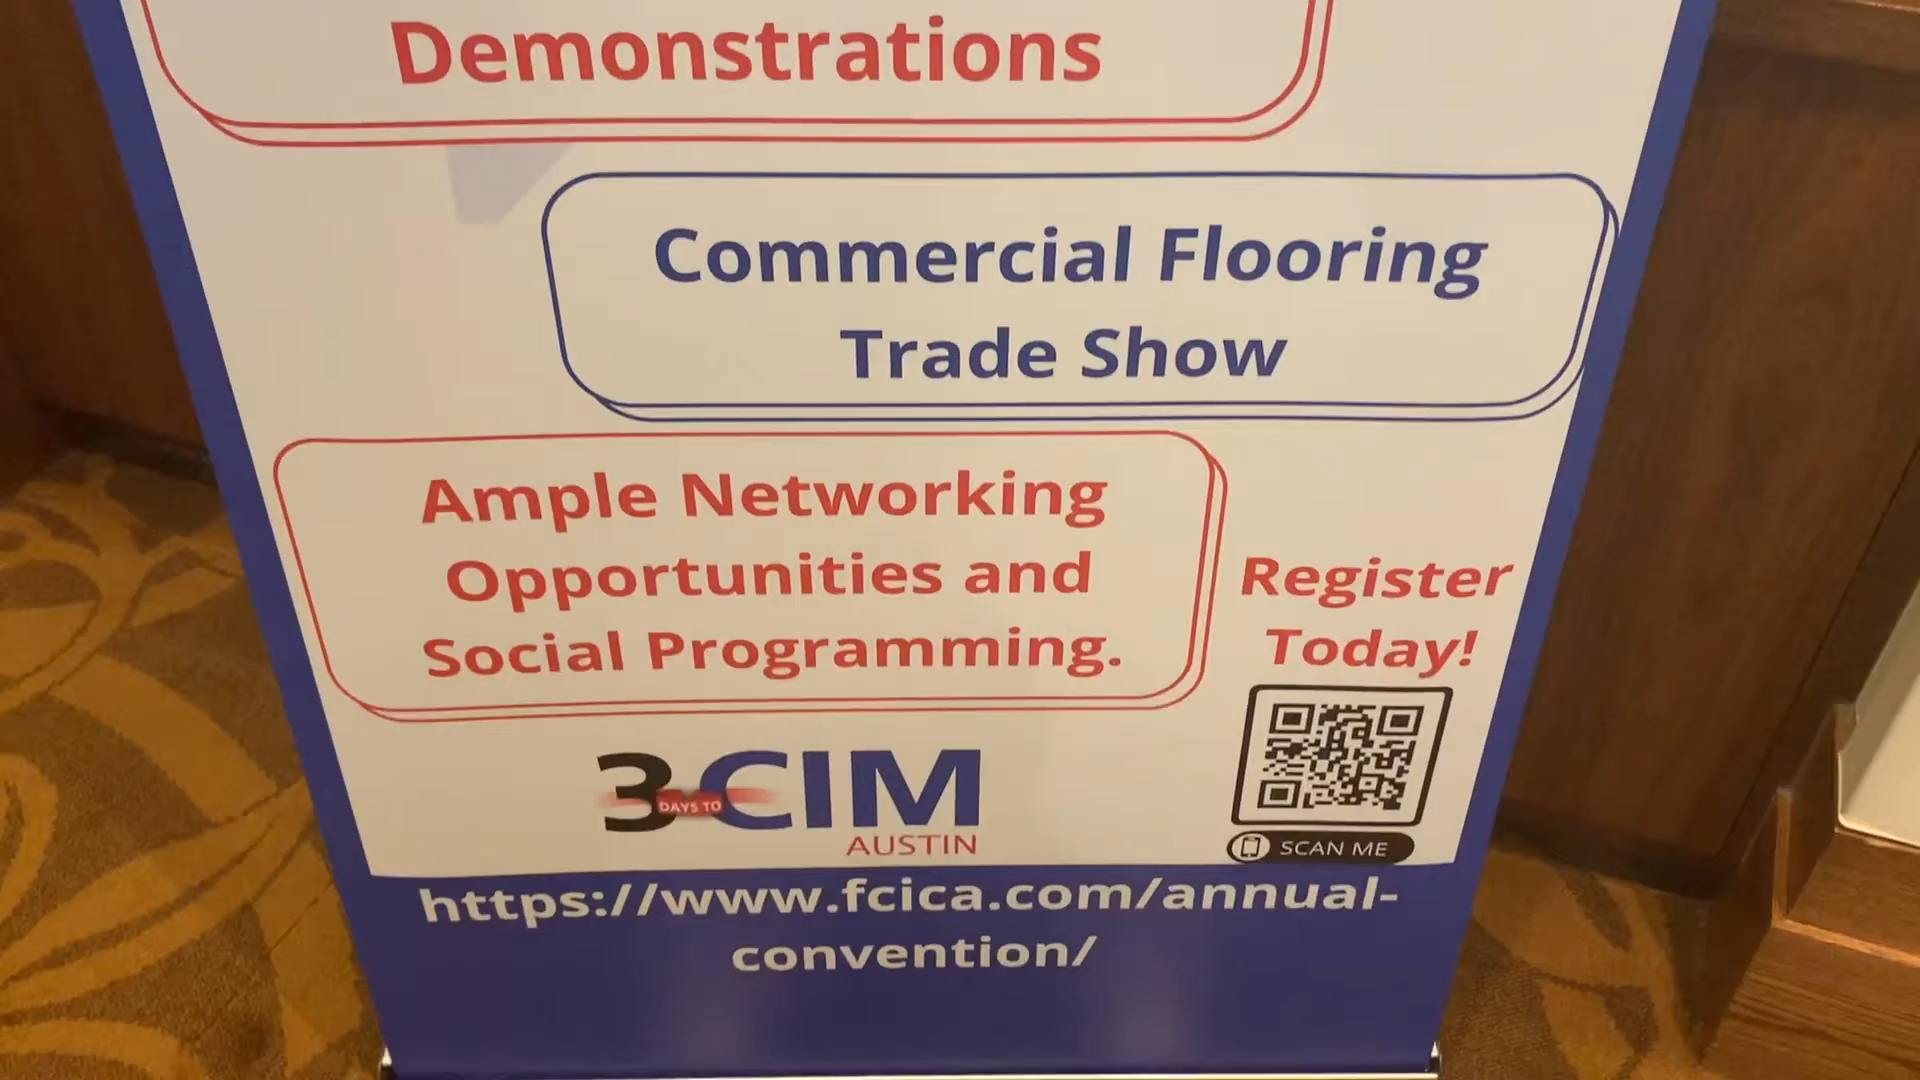 Demonstrations
Commercial Flooring
Trade Show
Ample Networking
Opportunities and
Social Programming.
Register
Today!
3 DAYS TO CIM
AUSTIN
SCAN ME
https://www.fcica.com/annual-
convention/